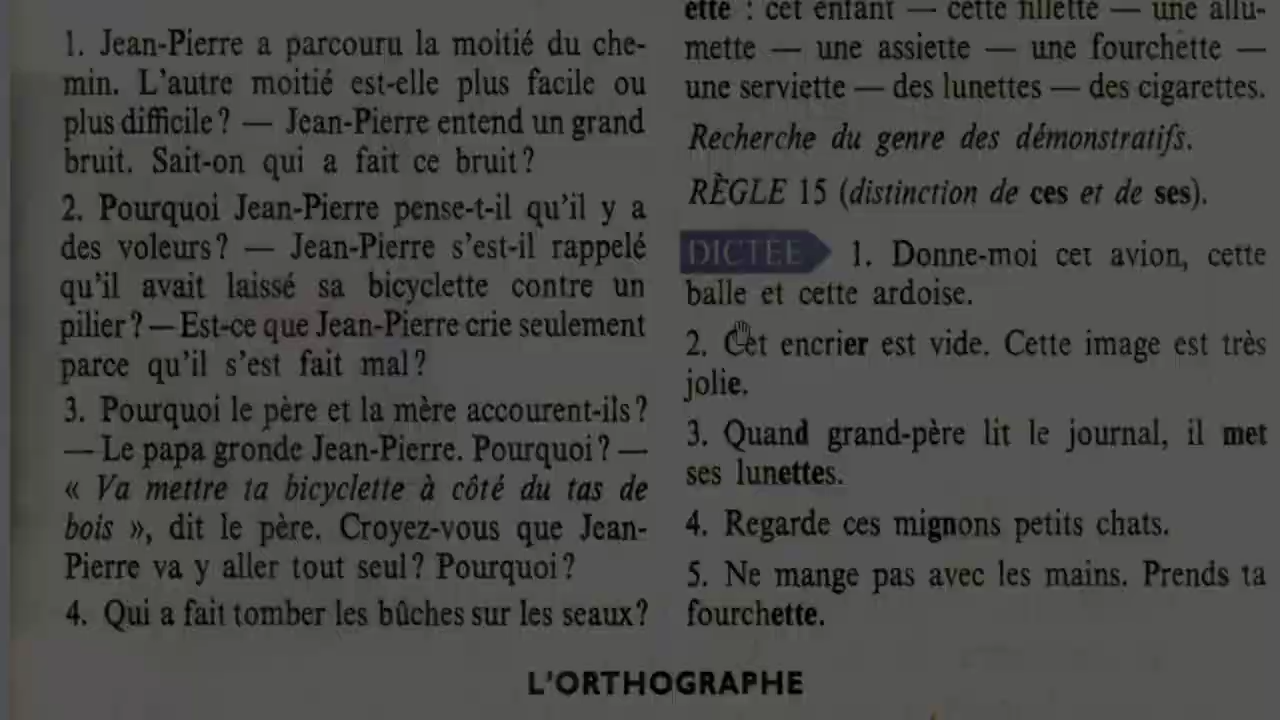 1. Jean-Pierre a parcouru la moitié du che-
min. L'autre moitié est-elle plus facile ou
plus difficile ? — Jean-Pierre entend un grand
bruit. Sait-on qui a fait ce bruit ?
2. Pourquoi Jean-Pierre pense-t-il qu'il y a
des voleurs ? — Jean-Pierre s'est-il rappelé
qu'il avait laissé sa bicyclette contre un
pilier ? — Est-ce que Jean-Pierre crie seulement
parce qu'il s'est fait mal ?
3. Pourquoi le père et la mère accourent-ils ?
— Le papa gronde Jean-Pierre. Pourquoi ? —
« Va mettre ta bicyclette à côté du tas de
bois », dit le père. Croyez-vous que Jean-
Pierre va y aller tout seul ? Pourquoi ?
4. Qui a fait tomber les bûches sur les seaux ?
ette : cet enfant — cette fillette — une allu-
mette — une assiette — une fourchette —
une serviette — des lunettes — des cigarettes.
Recherche du genre des démonstratifs.
RÈGLE 15 (distinction de ces et de ses).
DICTÉE 1. Donne-moi cet avion, cette
balle et cette ardoise.
2. Cet encrier est vide. Cette image est très
jolie.
3. Quand grand-père lit le journal, il met
ses lunettes.
4. Regarde ces mignons petits chats.
5. Ne mange pas avec les mains. Prends ta
fourchette.
L'ORTHOGRAPHE